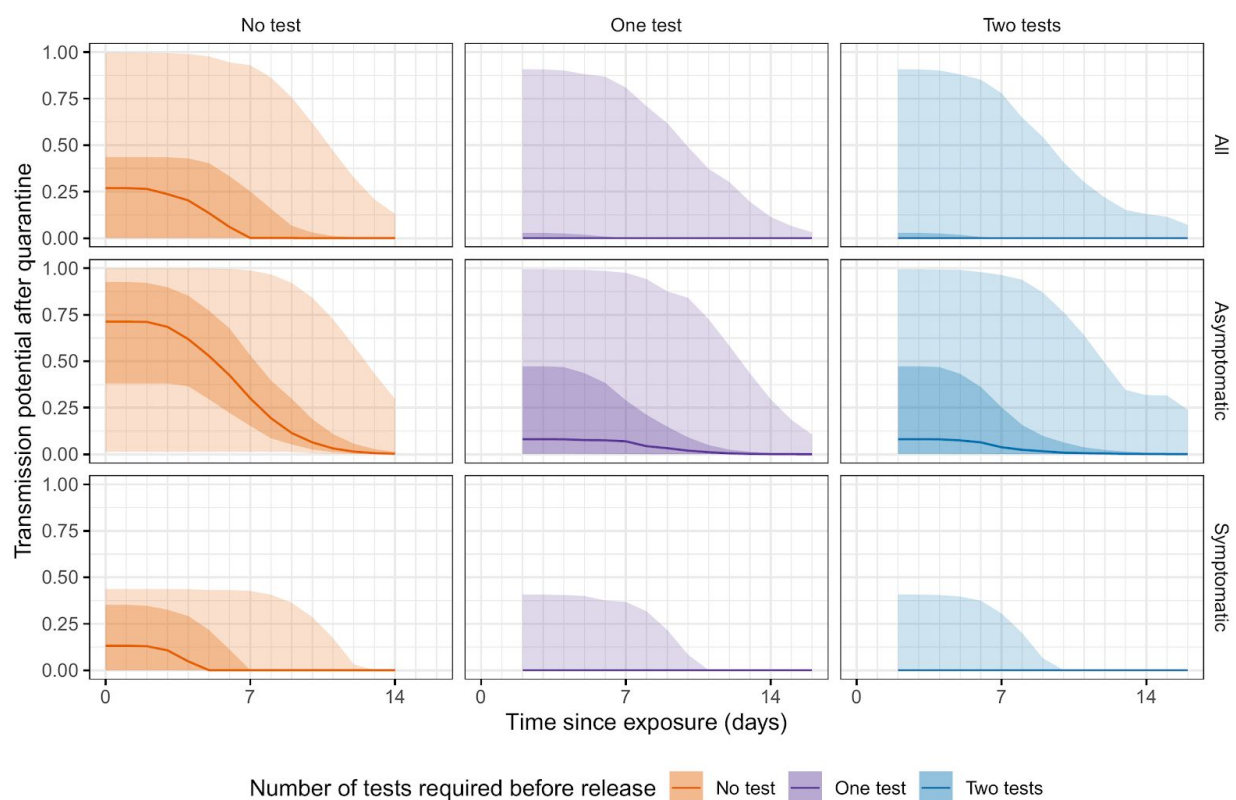 No test
One test
Two tests
Transmission potential after quarantine
1.00
0.75
0.50
0.25
0.00
All
1.00
0.75
0.50
0.25
0.00
Asymptomatic
1.00
0.75
0.50
0.25
0.00
Symptomatic
0 7 14
0 7 14
0 7 14
Time since exposure (days)
Number of tests required before release No test One test Two tests